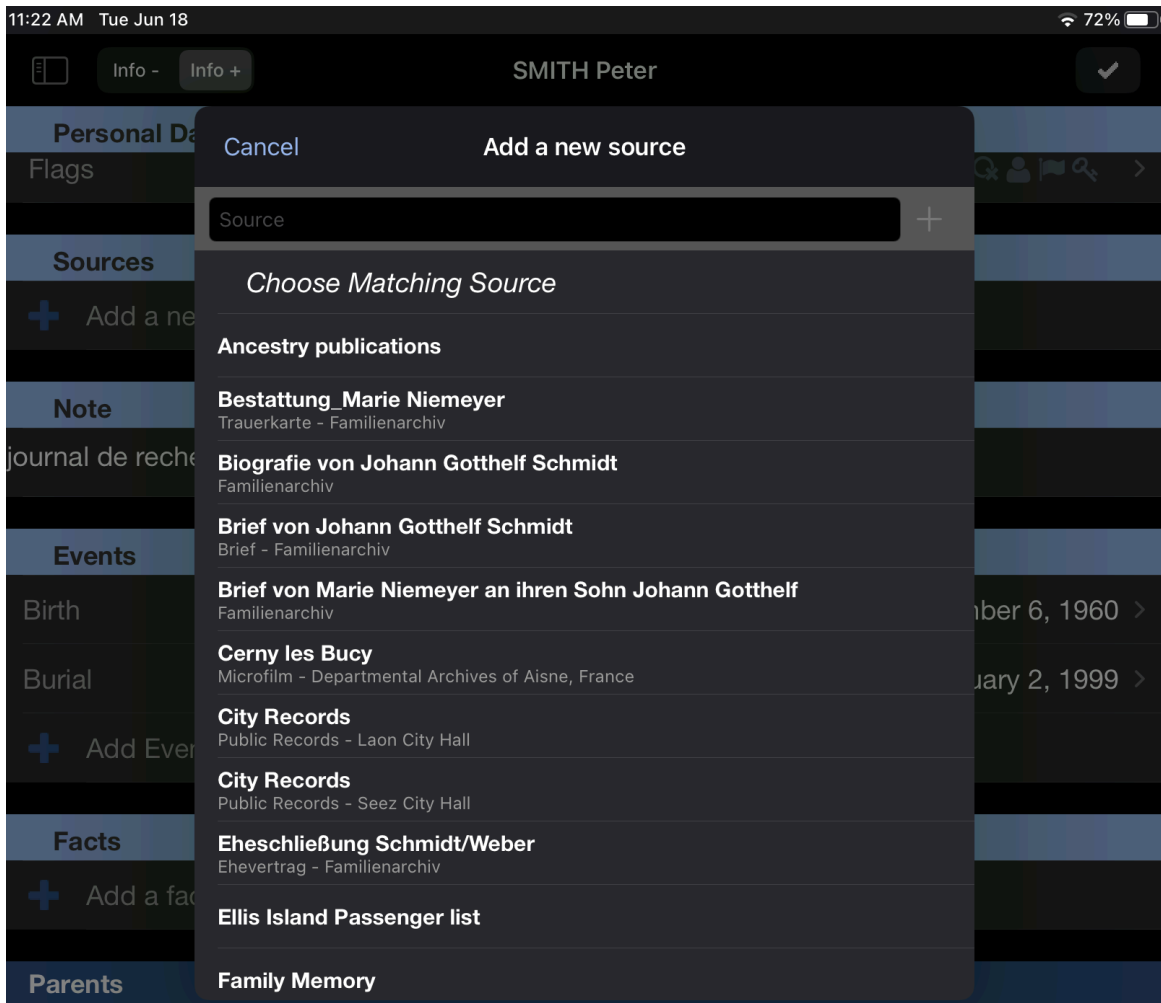 11:22 AM Tue Jun 18
72%
Info -
Info +
SMITH Peter
Personal Da
Flags
Sources
Add a ne
Note
journal de reche
Events
Birth
ber 6, 1960
Burial
uary 2, 1999
Add Ever
Facts
Add a fac
Parents
Cancel
Add a new source
Source
Choose Matching Source
Ancestry publications
Bestattung_Marie Niemeyer
Trauerkarte - Familienarchiv
Biografie von Johann Gotthelf Schmidt
Familienarchiv
Brief von Johann Gotthelf Schmidt
Brief - Familienarchiv
Brief von Marie Niemeyer an ihren Sohn Johann Gotthelf
Familienarchiv
Cerny les Bucy
Microfilm - Departmental Archives of Aisne, France
City Records
Public Records - Laon City Hall
City Records
Public Records - Seez City Hall
Eheschließung Schmidt/Weber
Ehevertrag - Familienarchiv
Ellis Island Passenger list
Family Memory